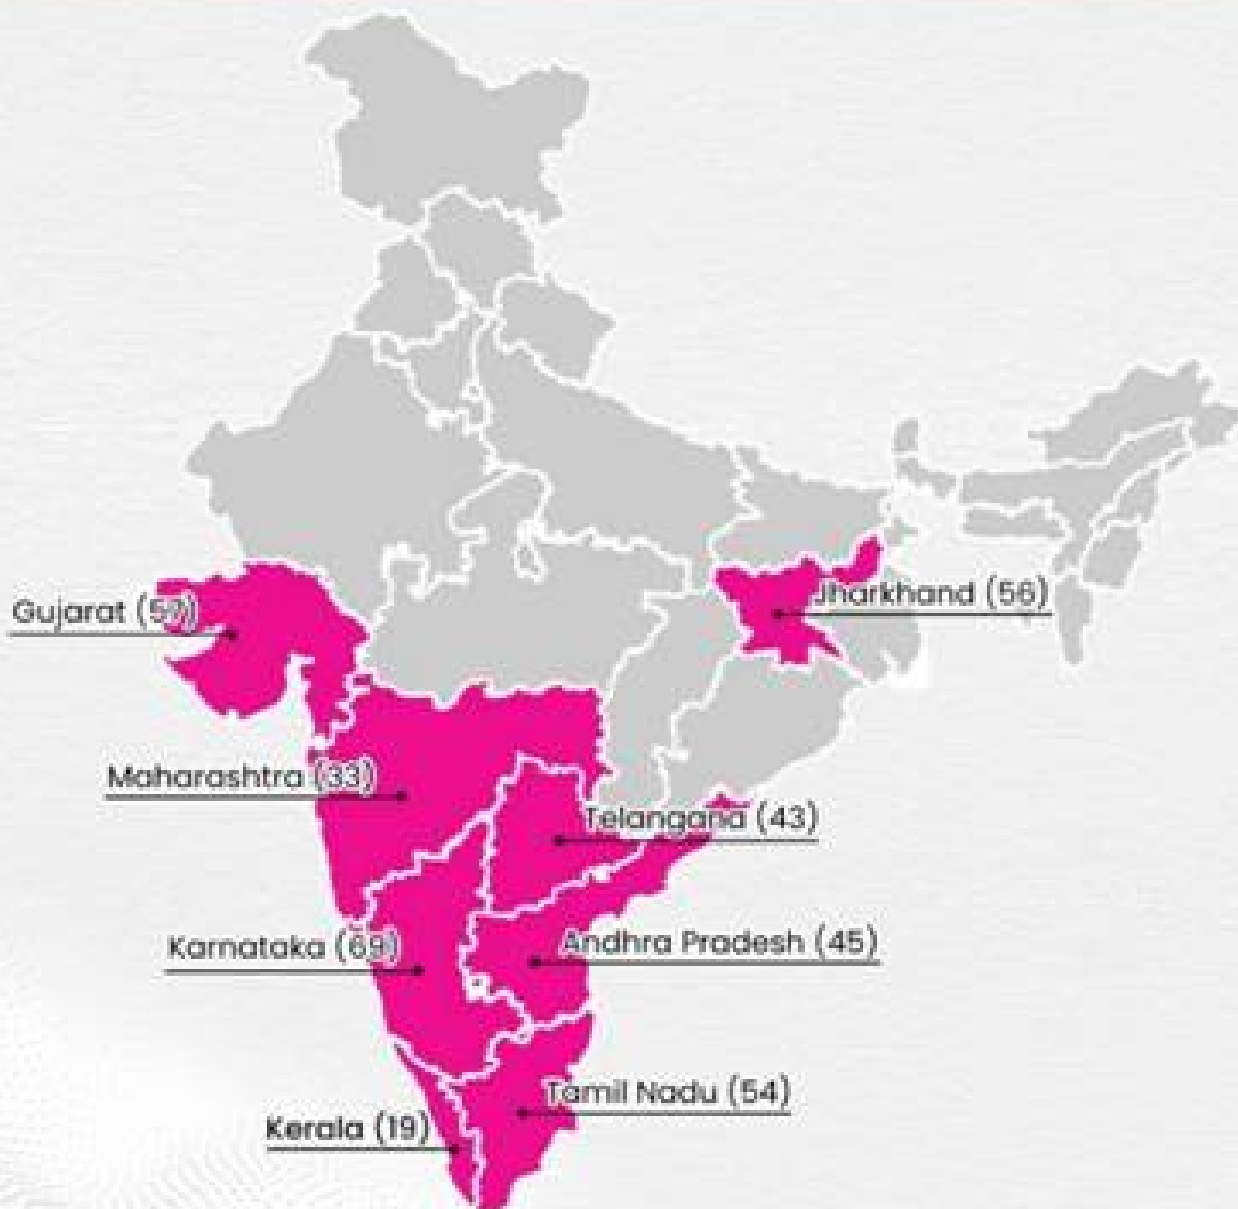 Gujarat
Jharkhand (56)
Maharashtra (33)
Telangana (43)
Karnataka (69)
Andhra Pradesh (45)
Tamil Nadu (54)
Kerala (19)